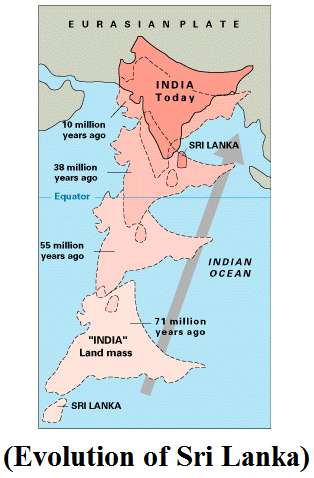 EURASIAN PLATE
INDIA
Today
10 million
years ago
SRI LANKA
38 million
years ago
Equator
55 million
years ago
INDIAN
OCEAN
71 million
years ago
"INDIA"
Land mass
SRI LANKA
(Evolution of Sri Lanka)